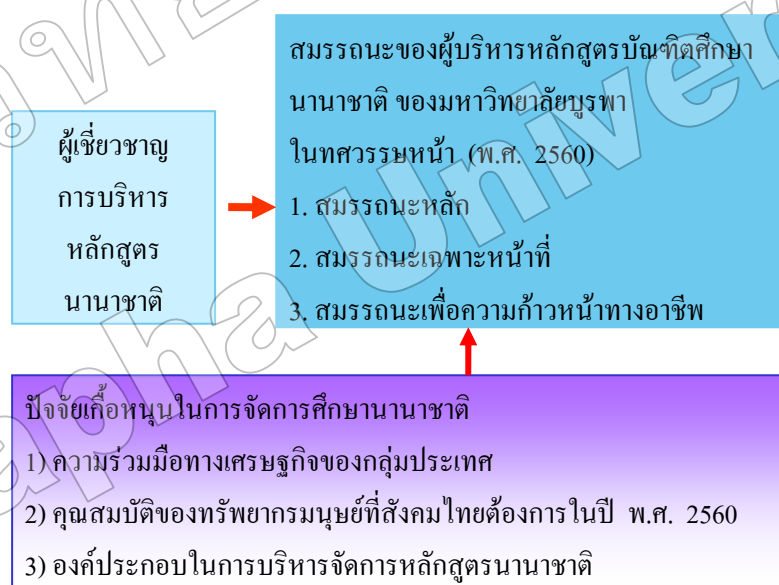 ผู้เชี่ยวชาญ
การบริหาร
หลักสูตร
นานาชาติ
สมรรถนะของผู้บริหารหลักสูตรบัณฑิตศึกษา
นานาชาติ ของมหาวิทยาลัยบูรพา
ในทศวรรษหน้า (พ.ศ. 2560)
1. สมรรถนะหลัก
2. สมรรถนะเฉพาะหน้าที่
3. สมรรถนะเพื่อความก้าวหน้าทางอาชีพ
ปัจจัยเกื้อหนุนในการจัดการศึกษานานาชาติ
1) ความร่วมมือทางเศรษฐกิจของกลุ่มประเทศ
2) คุณสมบัติของทรัพยากรมนุษย์ที่สังคมไทยต้องการในปี พ.ศ. 2560
3) องค์ประกอบในการบริหารจัดการหลักสูตรนานาชาติ